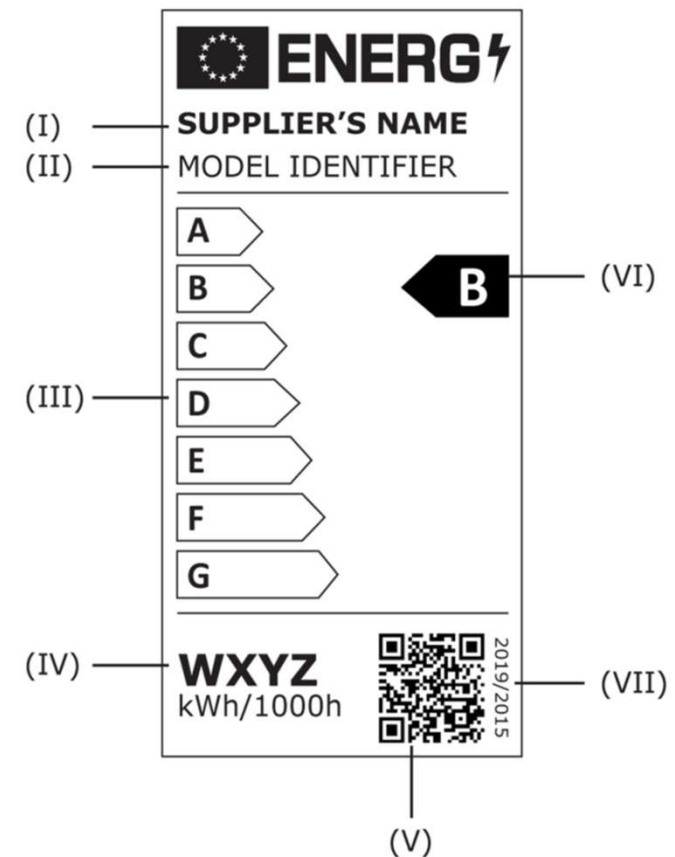 ENERG
(I) SUPPLIER'S NAME
(II) MODEL IDENTIFIER
A
B
B (VI)
C
(III) D
E
F
G
(IV) WXYZ
kWh/1000h
2019/2015 (VII)
(V)